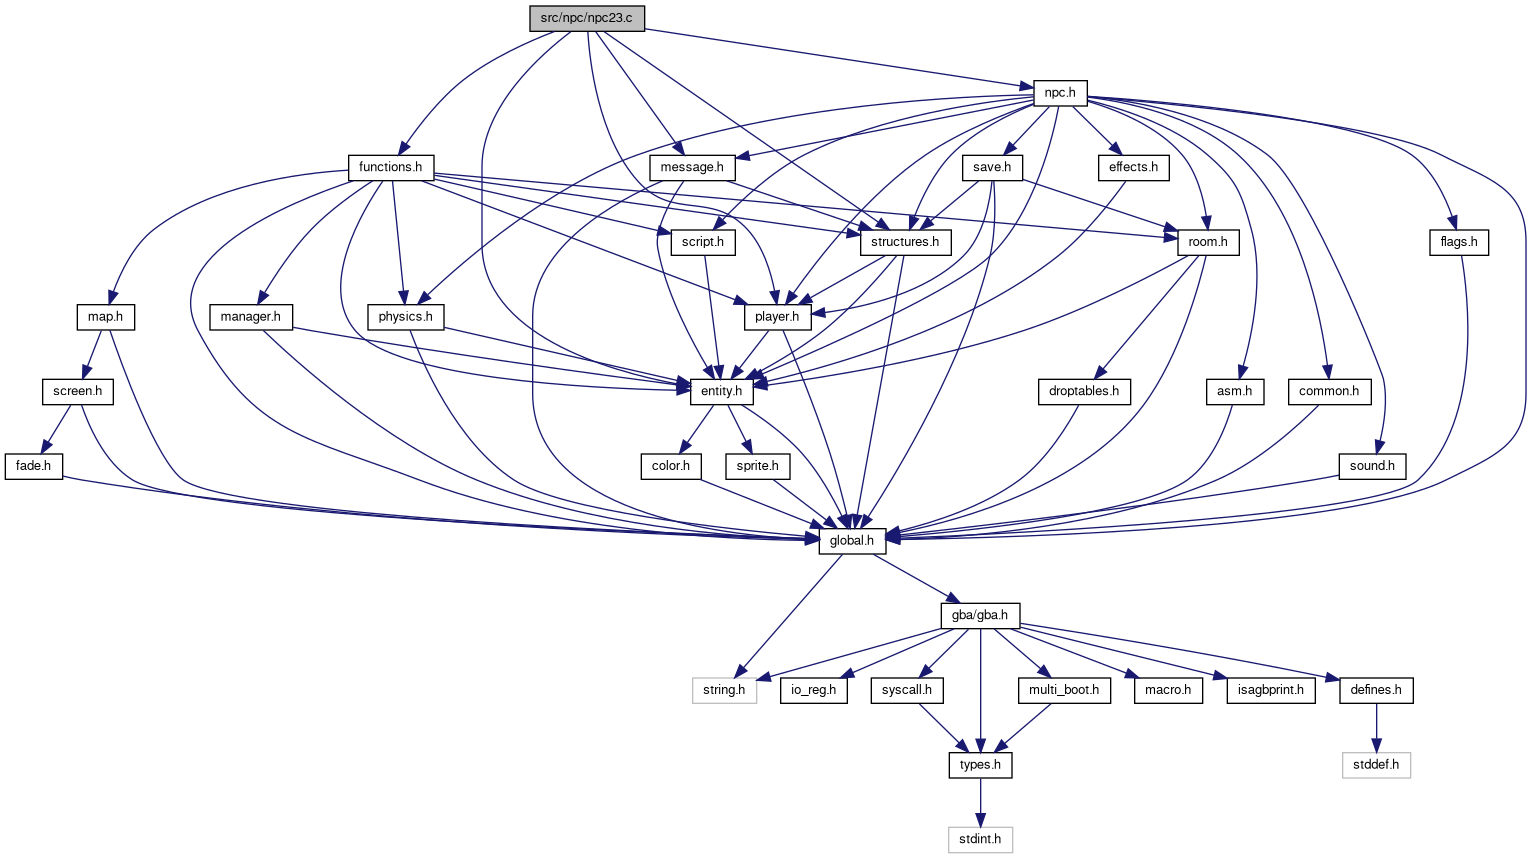 src/npc/npc23.c
npc.h
functions.h
message.h
save.h
effects.h
script.h
structures.h
room.h
flags.h
map.h
manager.h
physics.h
player.h
screen.h
entity.h
droptables.h
asm.h
common.h
fade.h
color.h
sprite.h
sound.h
global.h
gba/gba.h
string.h
io_reg.h
syscall.h
multi_boot.h
macro.h
isagbprint.h
defines.h
types.h
stddef.h
stdint.h